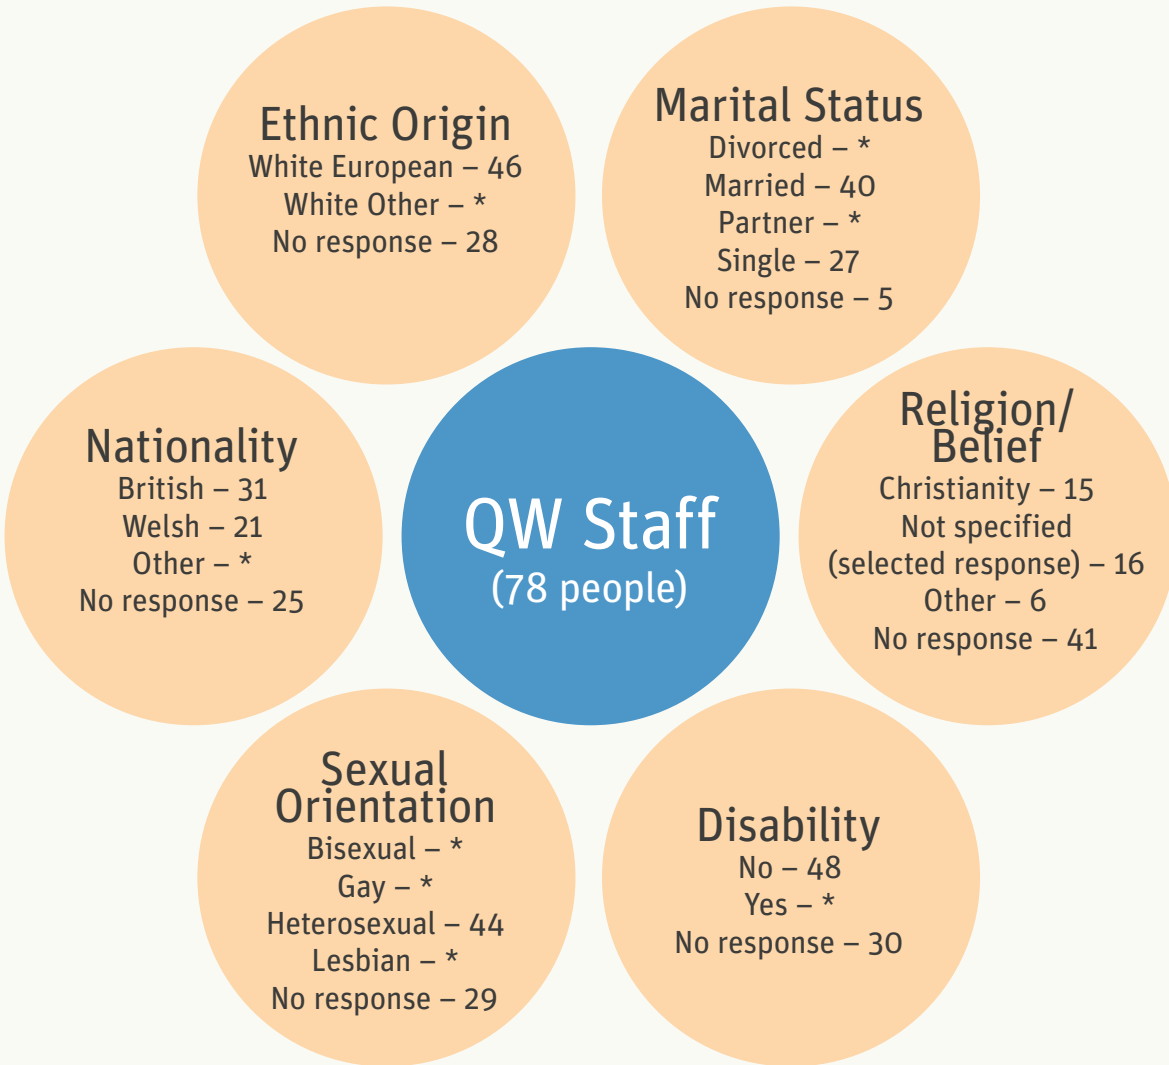 Ethnic Origin
White European – 46
White Other – *
No response – 28
Marital Status
Divorced – *
Married – 40
Partner – *
Single – 27
No response – 5
Nationality
British – 31
Welsh – 21
Other – *
No response – 25
QW Staff
(78 people)
Religion/
Belief
Christianity – 15
Not specified
(selected response) – 16
Other – 6
No response – 41
Sexual
Orientation
Bisexual – *
Gay – *
Heterosexual – 44
Lesbian – *
No response – 29
Disability
No – 48
Yes – *
No response – 30